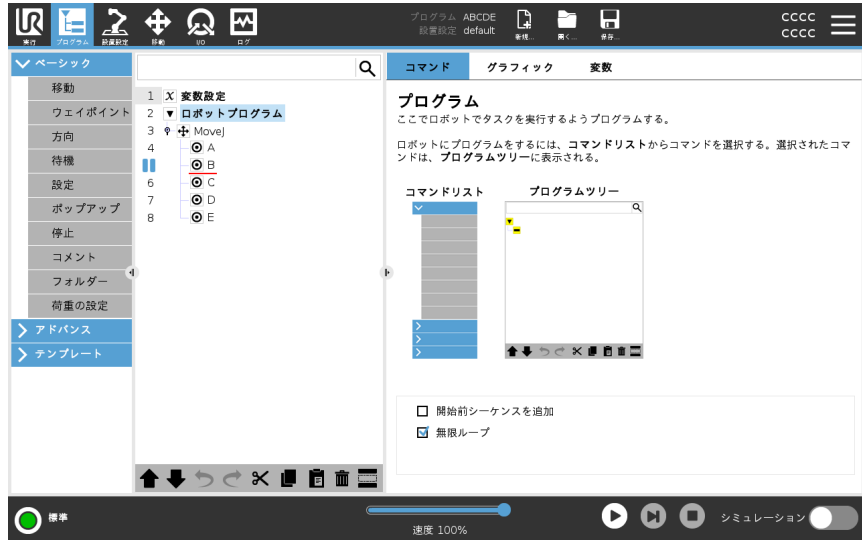 プログラム ABCDE
設置設定 default
CCCC
CCCC
UR
実行
プログラム
設置設定
移動
I/O
ログ
新規...
開く...
保存...
ベーシック
移動
ウェイポイント
方向
待機
設定
ポップアップ
停止
コメント
フォルダー
荷重の設定
アドバンス
テンプレート
1 X 変数設定
2 ロボットプログラム
3 MoveJ
4 A
B
6 C
7 D
8 E
コマンド グラフィック 変数
プログラム
ここでロボットでタスクを実行するようプログラムする。
ロボットにプログラムをするには、コマンドリストからコマンドを選択する。選択されたコマ
ンドは、プログラムツリーに表示される。
コマンドリスト プログラムツリー
開始前シーケンスを追加
無限ループ
標準
速度 100%
シミュレーション